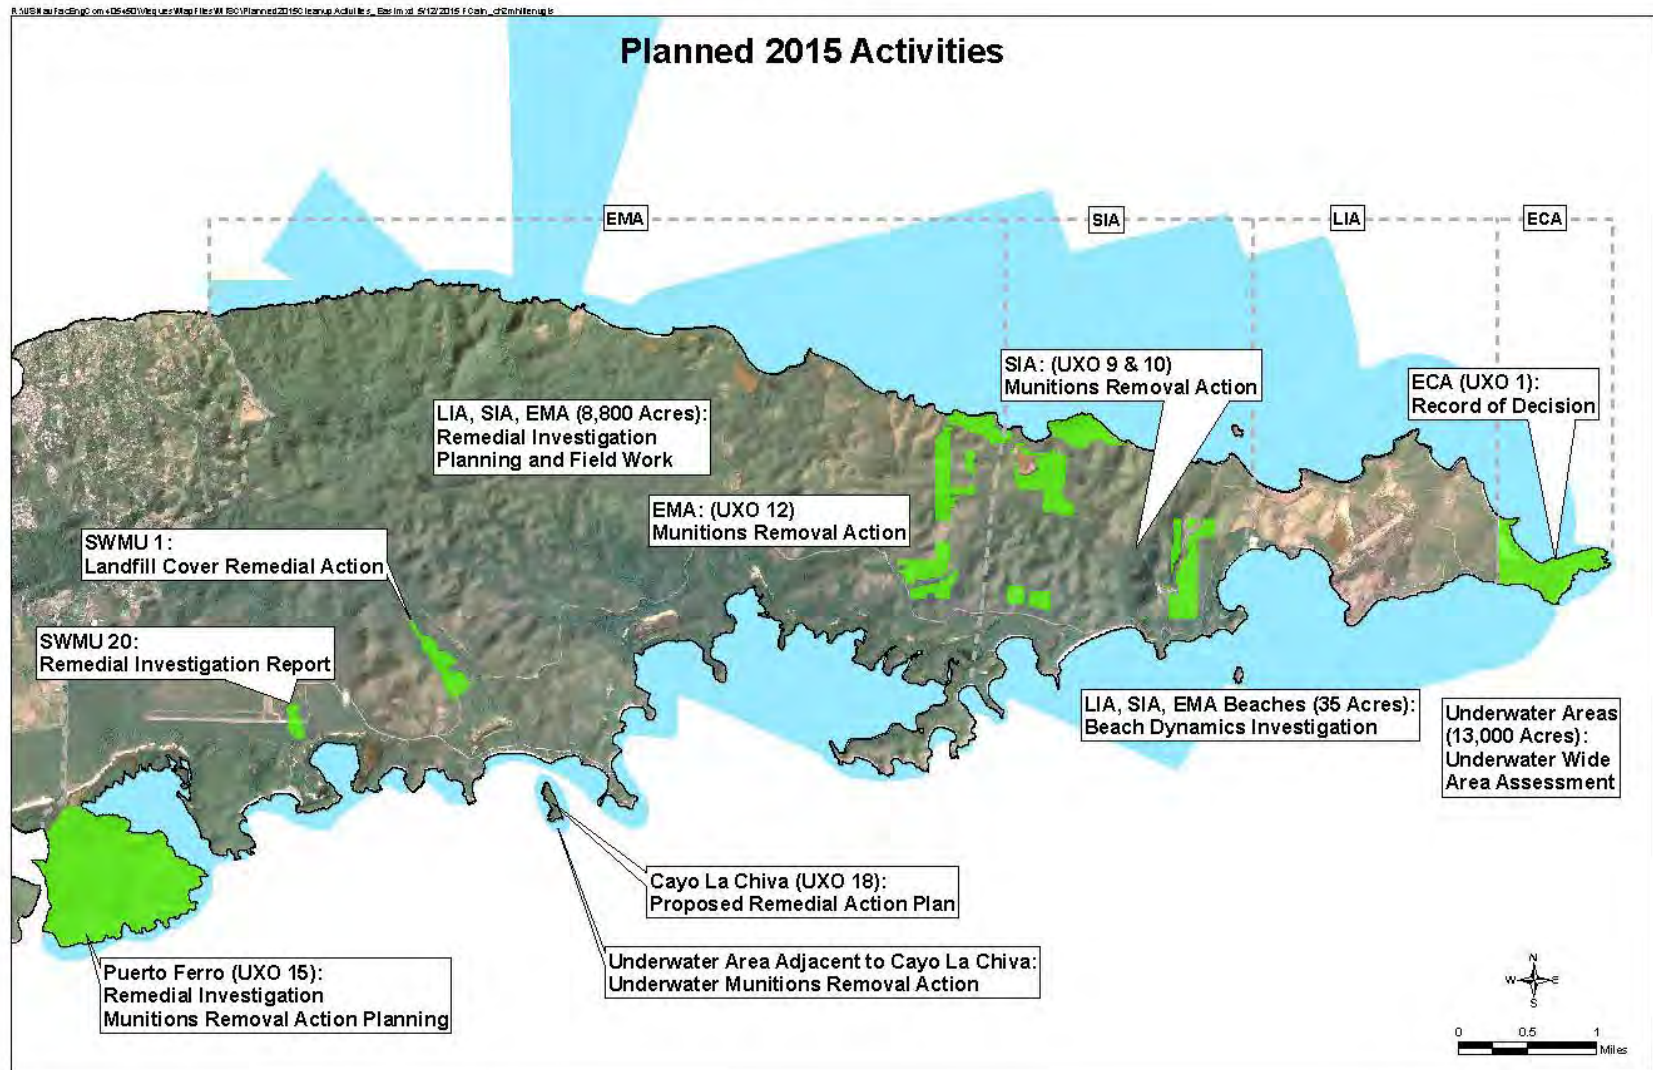 Planned 2015 Activities
EMA
SIA
LIA
ECA
SIA: (UXO 9 & 10)
Munitions Removal Action
ECA (UXO 1):
Record of Decision
LIA, SIA, EMA (8,800 Acres):
Remedial Investigation
Planning and Field Work
EMA: (UXO 12)
Munitions Removal Action
SWMU 1:
Landfill Cover Remedial Action
SWMU 20:
Remedial Investigation Report
LIA, SIA, EMA Beaches (35 Acres):
Beach Dynamics Investigation
Underwater Areas
(13,000 Acres):
Underwater Wide
Area Assessment
Cayo La Chiva (UXO 18):
Proposed Remedial Action Plan
Underwater Area Adjacent to Cayo La Chiva:
Underwater Munitions Removal Action
Puerto Ferro (UXO 15):
Remedial Investigation
Munitions Removal Action Planning
N
W E
S
0 0.5 1
Miles